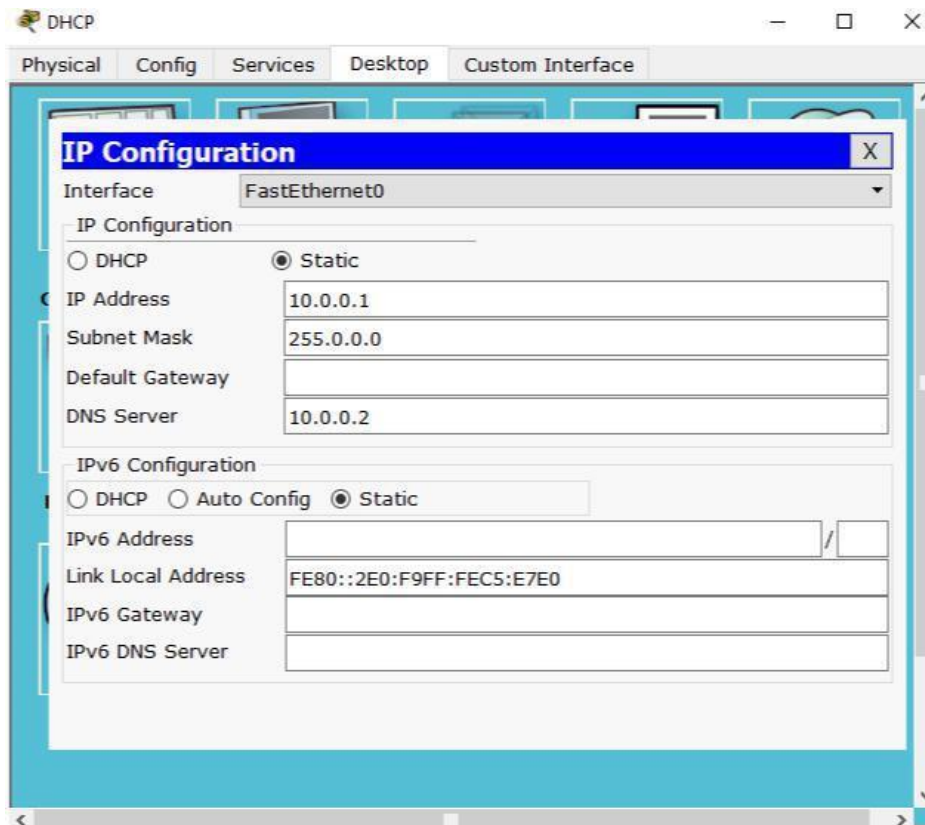 DHCP
Physical Config Services Desktop Custom Interface
IP Configuration X
Interface FastEthernet0
IP Configuration
DHCP Static
IP Address 10.0.0.1
Subnet Mask 255.0.0.0
Default Gateway
DNS Server 10.0.0.2
IPv6 Configuration
DHCP Auto Config Static
IPv6 Address /
Link Local Address FE80::2E0:F9FF:FEC5:E7E0
IPv6 Gateway
IPv6 DNS Server